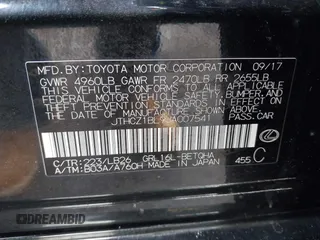 MFD.BY:TOYOTA MOTOR CORPORATION 09/17
GVWR 4960LB GAWR FR 2470LB RR 2655LB
THIS VEHICLE CONFORMS TO ALL APPLICABLE
FEDERAL MOTOR VEHICLE SAFETY, BUMPER, AND
THEFT PREVENTION STANDARDS IN EFFECT ON THE
DATE OF MANUFACTURE SHOWN ABOVE.
PASS.CAR
MADE IN JAPAN
C/TR: 223/LB26 GRL16L-BETQHA
A/TM: B03A/A760H 455 C
DREAMBID